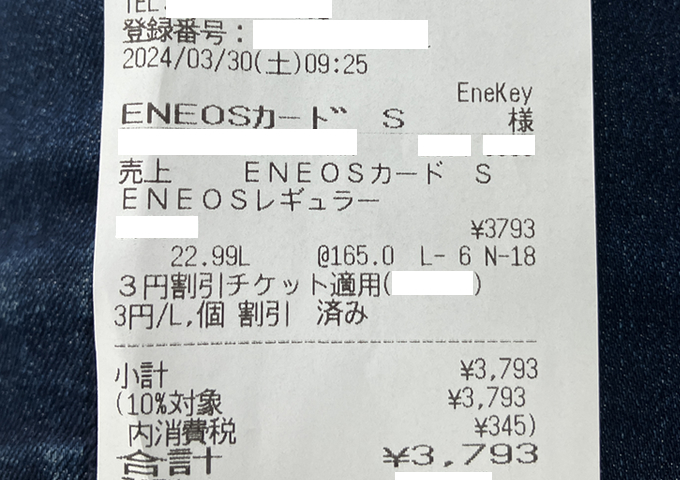 TEL:
登録番号:
2024/03/30(土)09:25
EneKey
ENEOSカード S 様
売上 ENEOSカード S
ENEOSレギュラー
¥3793
22.99L @165.0 L- 6 N-18
3円割引チケット適用( )
3円/L,個 割引 済み
小計 ¥3,793
(10%対象 ¥3,793
内消費税 ¥345)
合計 ¥3,793